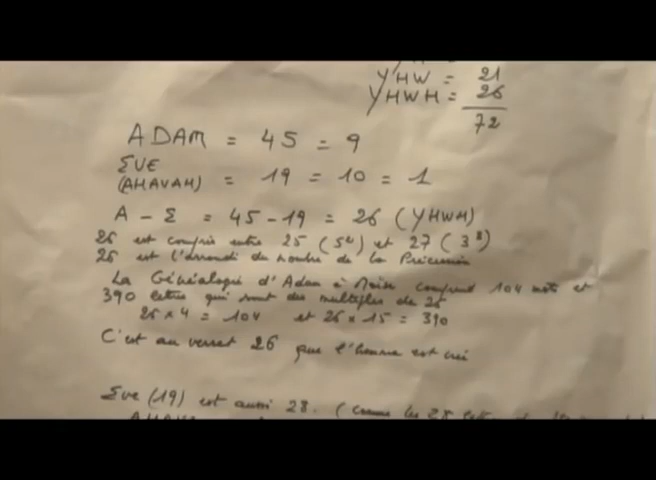 YHW = 21
YHWH = 26
72
ADAM = 45 = 9
EVE
(AHAVAH) = 19 = 10 = 1
A - E = 45 - 19 = 26 (YHWH)
26 est compris entre 25 (5²) et 27 (3³)
26 est l'arrondi du nombre de la Précession
La Généalogie d'Adam à Moïse comprend 104 mots et
390 lettres qui sont des multiples de 26
26 x 4 = 104 et 26 x 15 = 390
C'est au verset 26 que l'homme est créé
Eve (19) est aussi 28. (comme les 28 lettres